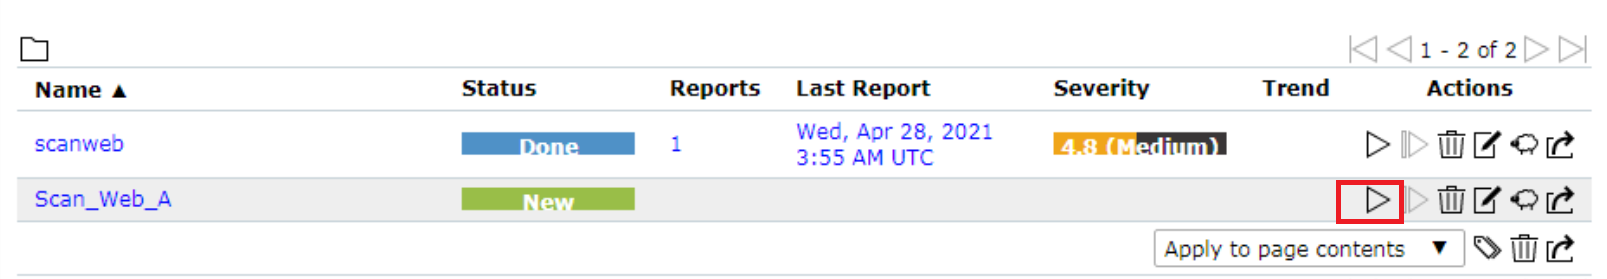 1 - 2 of 2
Name ▲ Status Reports Last Report Severity Trend Actions
scanweb Done 1 Wed, Apr 28, 2021 4.8 (Medium)
3:55 AM UTC
Scan_Web_A New
Apply to page contents ▼